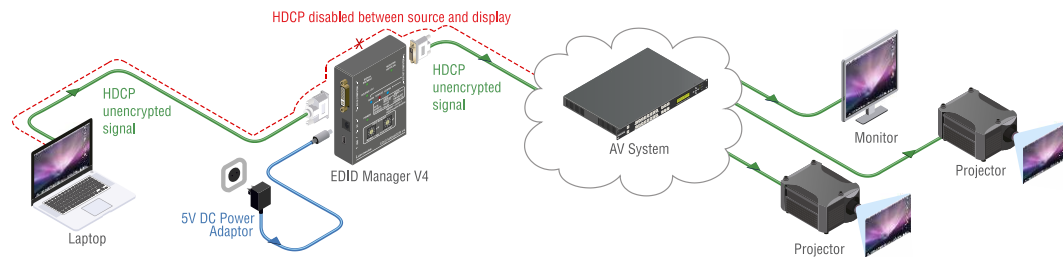 HDCP disabled between source and display
HDCP
unencrypted
signal
HDCP
unencrypted
signal
EDID Manager V4
5V DC Power
Adaptor
Laptop
AV System
Monitor
Projector
Projector